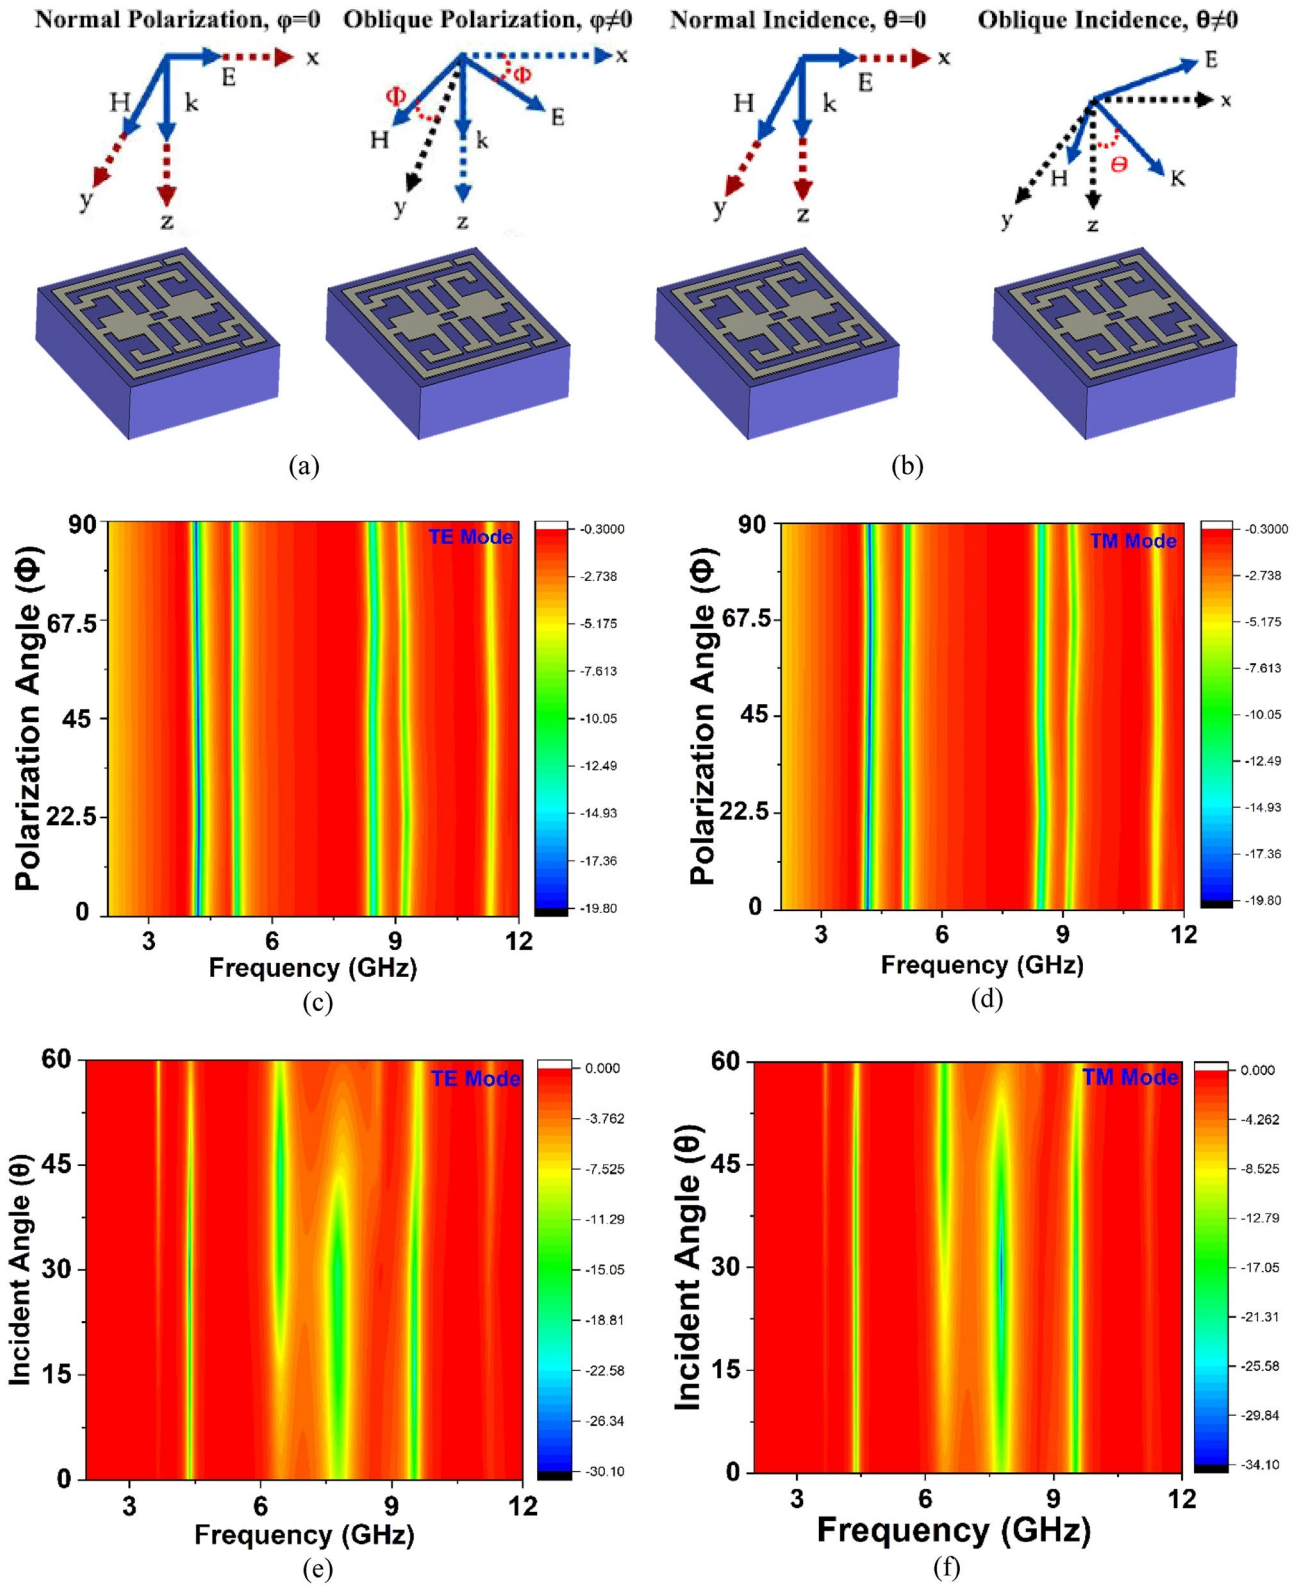 Normal Polarization, φ=0
Oblique Polarization, φ≠0
Normal Incidence, θ=0
Oblique Incidence, θ≠0
x
E
H
k
y
z
x
Φ
Φ
E
H
k
y
z
x
E
H
k
y
z
E
x
H
Θ
K
y
z
(a)
(b)
Polarization Angle (Φ)
90
67.5
45
22.5
0
TE Mode
3 6 9 12
Frequency (GHz)
-0.3000
-2.738
-5.175
-7.613
-10.05
-12.49
-14.93
-17.36
-19.80
(c)
Polarization Angle (Φ)
90
67.5
45
22.5
0
TM Mode
3 6 9 12
Frequency (GHz)
-0.3000
-2.738
-5.175
-7.613
-10.05
-12.49
-14.93
-17.36
-19.80
(d)
Incident Angle (θ)
60
45
30
15
0
TE Mode
3 6 9 12
Frequency (GHz)
0.000
-3.762
-7.525
-11.29
-15.05
-18.81
-22.58
-26.34
-30.10
(e)
Incident Angle (θ)
60
45
30
15
0
TM Mode
3 6 9 12
Frequency (GHz)
0.000
-4.262
-8.525
-12.79
-17.05
-21.31
-25.58
-29.84
-34.10
(f)